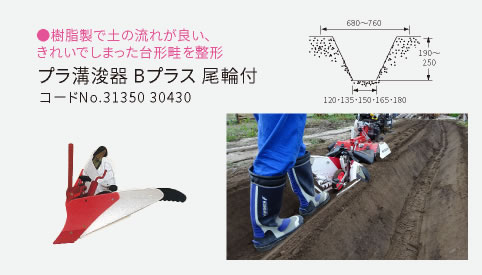 ●樹脂製で土の流れが良い、
きれいでしまった台形畦を整形
プラ溝浚器 Bプラス 尾輪付
コードNo.31350 30430
680〜760
190〜
250
120・135・150・165・180